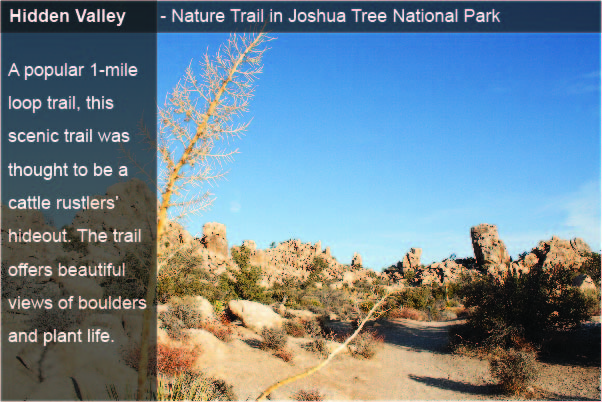 Hidden Valley - Nature Trail in Joshua Tree National Park
A popular 1-mile
loop trail, this
scenic trail was
thought to be a
cattle rustlers'
hideout. The trail
offers beautiful
views of boulders
and plant life.